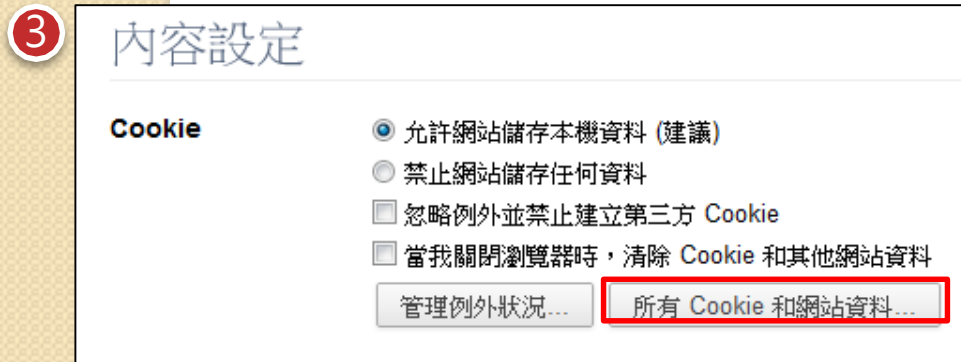 3
內容設定
Cookie
允許網站儲存本機資料 (建議)
禁止網站儲存任何資料
忽略例外並禁止建立第三方 Cookie
當我關閉瀏覽器時，清除 Cookie 和其他網站資料
管理例外狀況... 所有 Cookie 和網站資料...